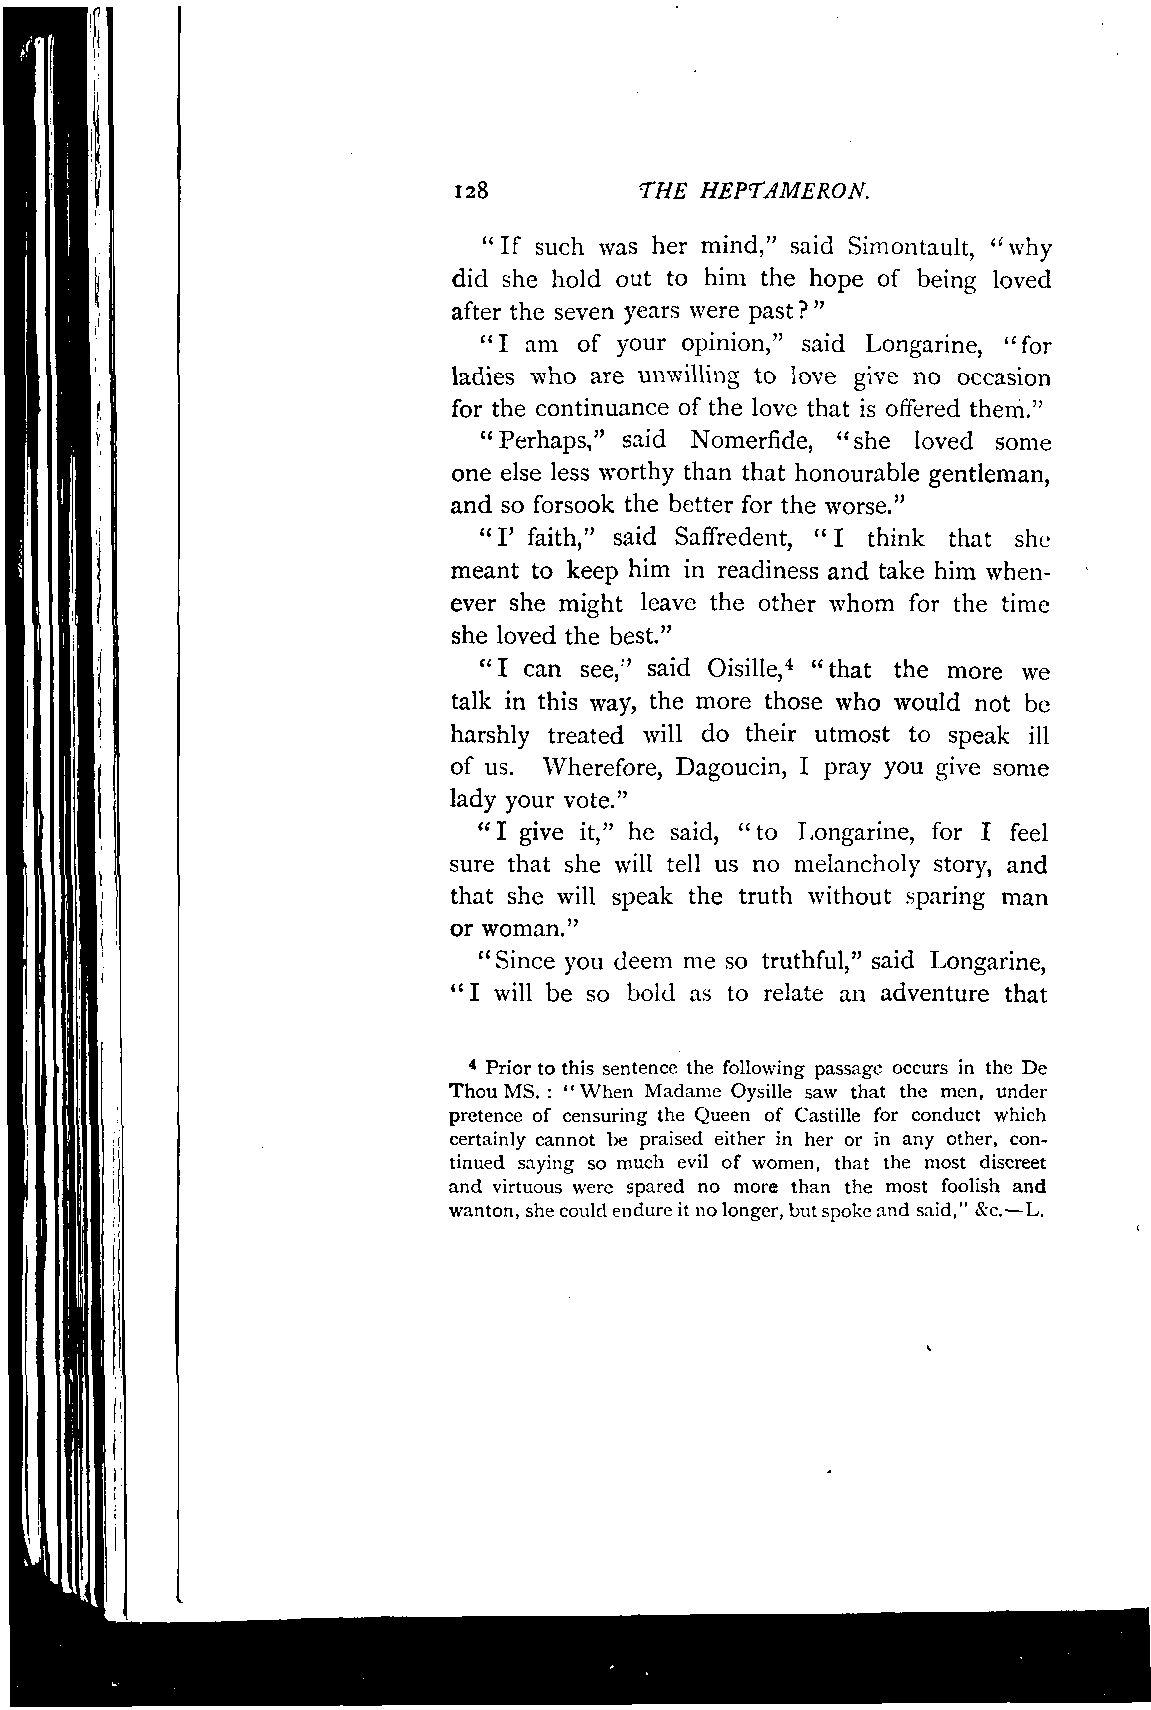 128 THE HEPTAMERON.
"If such was her mind," said Simontault, "why
did she hold out to him the hope of being loved
after the seven years were past?"
"I am of your opinion," said Longarine, "for
ladies who are unwilling to love give no occasion
for the continuance of the love that is offered them."
"Perhaps," said Nomerfide, "she loved some
one else less worthy than that honourable gentleman,
and so forsook the better for the worse."
"I' faith," said Saffredent, "I think that she
meant to keep him in readiness and take him when-
ever she might leave the other whom for the time
she loved the best."
"I can see," said Oisille,⁴ "that the more we
talk in this way, the more those who would not be
harshly treated will do their utmost to speak ill
of us. Wherefore, Dagoucin, I pray you give some
lady your vote."
"I give it," he said, "to Longarine, for I feel
sure that she will tell us no melancholy story, and
that she will speak the truth without sparing man
or woman."
"Since you deem me so truthful," said Longarine,
"I will be so bold as to relate an adventure that
⁴ Prior to this sentence the following passage occurs in the De
Thou MS. : "When Madame Oysille saw that the men, under
pretence of censuring the Queen of Castille for conduct which
certainly cannot be praised either in her or in any other, con-
tinued saying so much evil of women, that the most discreet
and virtuous were spared no more than the most foolish and
wanton, she could endure it no longer, but spoke and said," &c.—L.